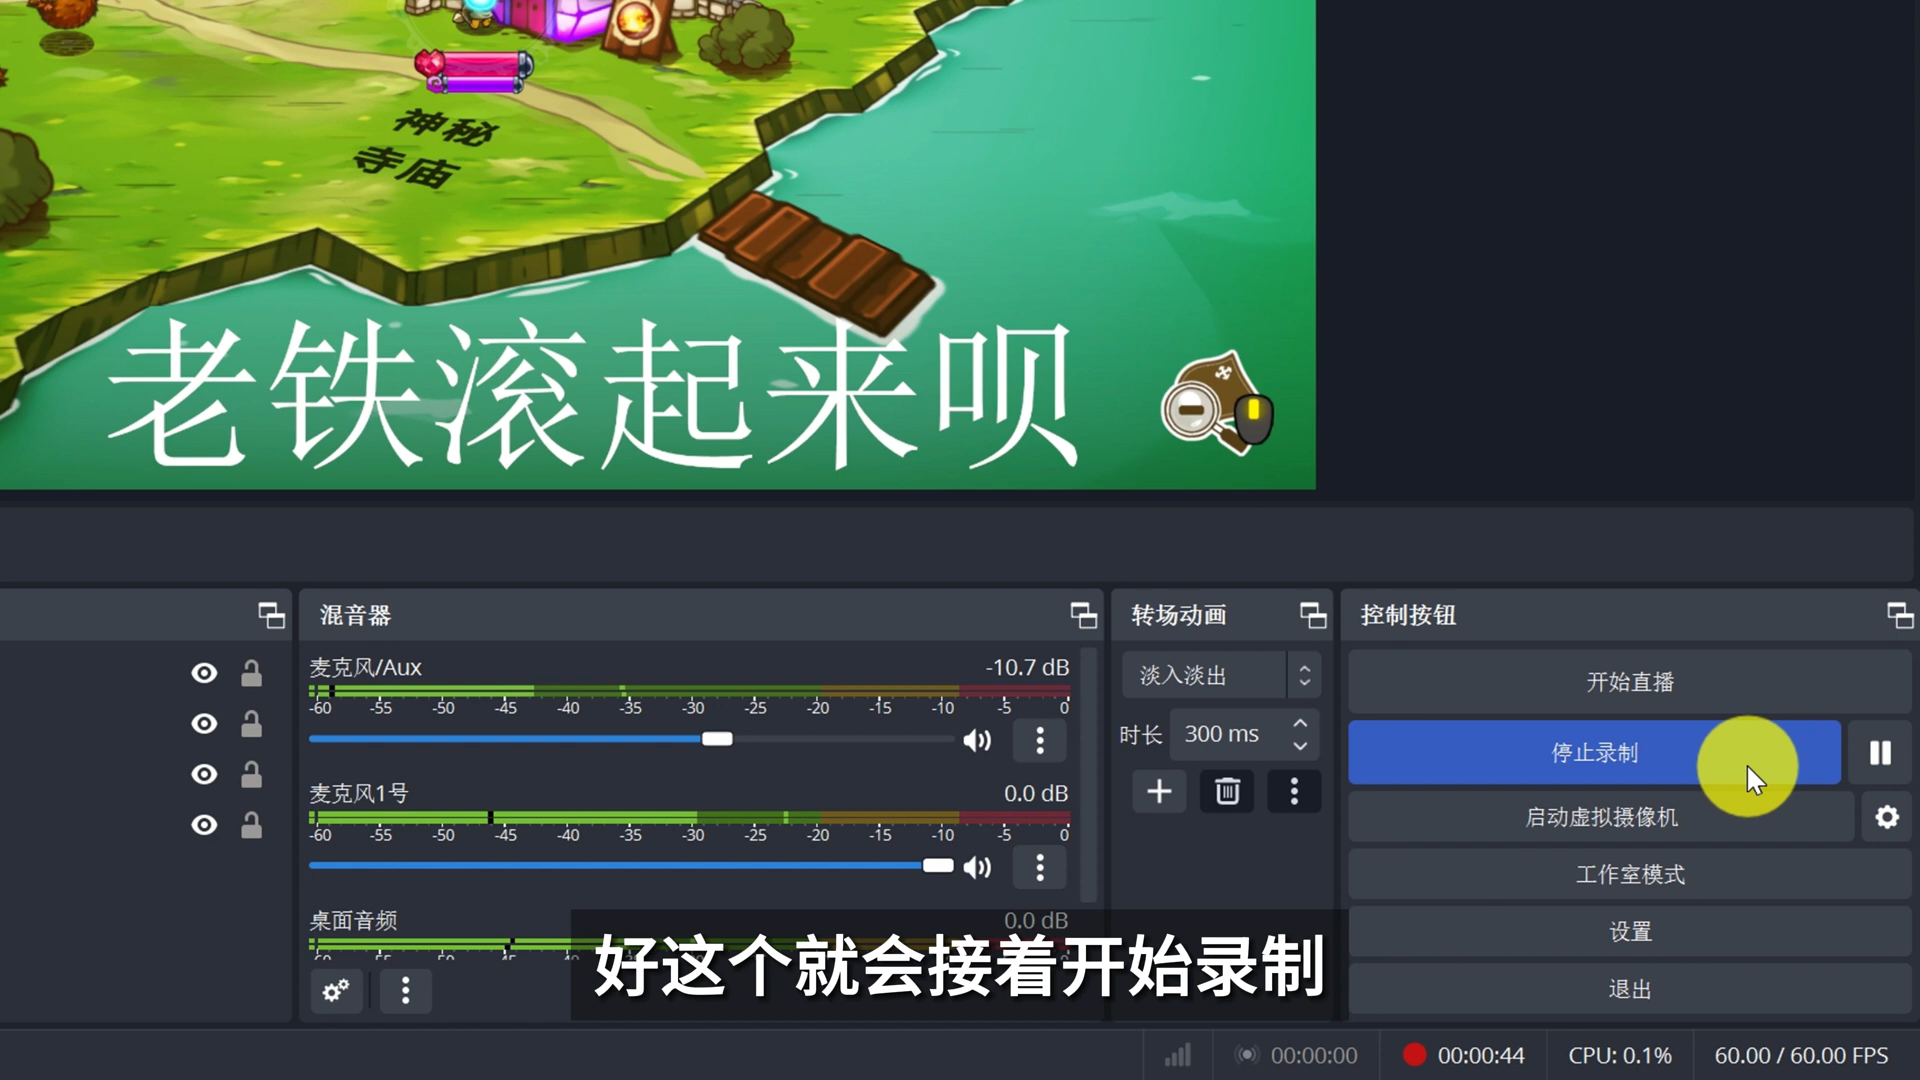 神秘
寺庙
老铁滚起来呗
混音器
转场动画
控制按钮
麦克风/Aux
-10.7 dB
-60 -55 -50 -45 -40 -35 -30 -25 -20 -15 -10 -5 0
麦克风1号
0.0 dB
-60 -55 -50 -45 -40 -35 -30 -25 -20 -15 -10 -5 0
桌面音频
0.0 dB
淡入淡出
时长
300 ms
开始直播
停止录制
启动虚拟摄像机
工作室模式
设置
退出
好这个就会接着开始录制
00:00:00
00:00:44
CPU: 0.1%
60.00 / 60.00 FPS